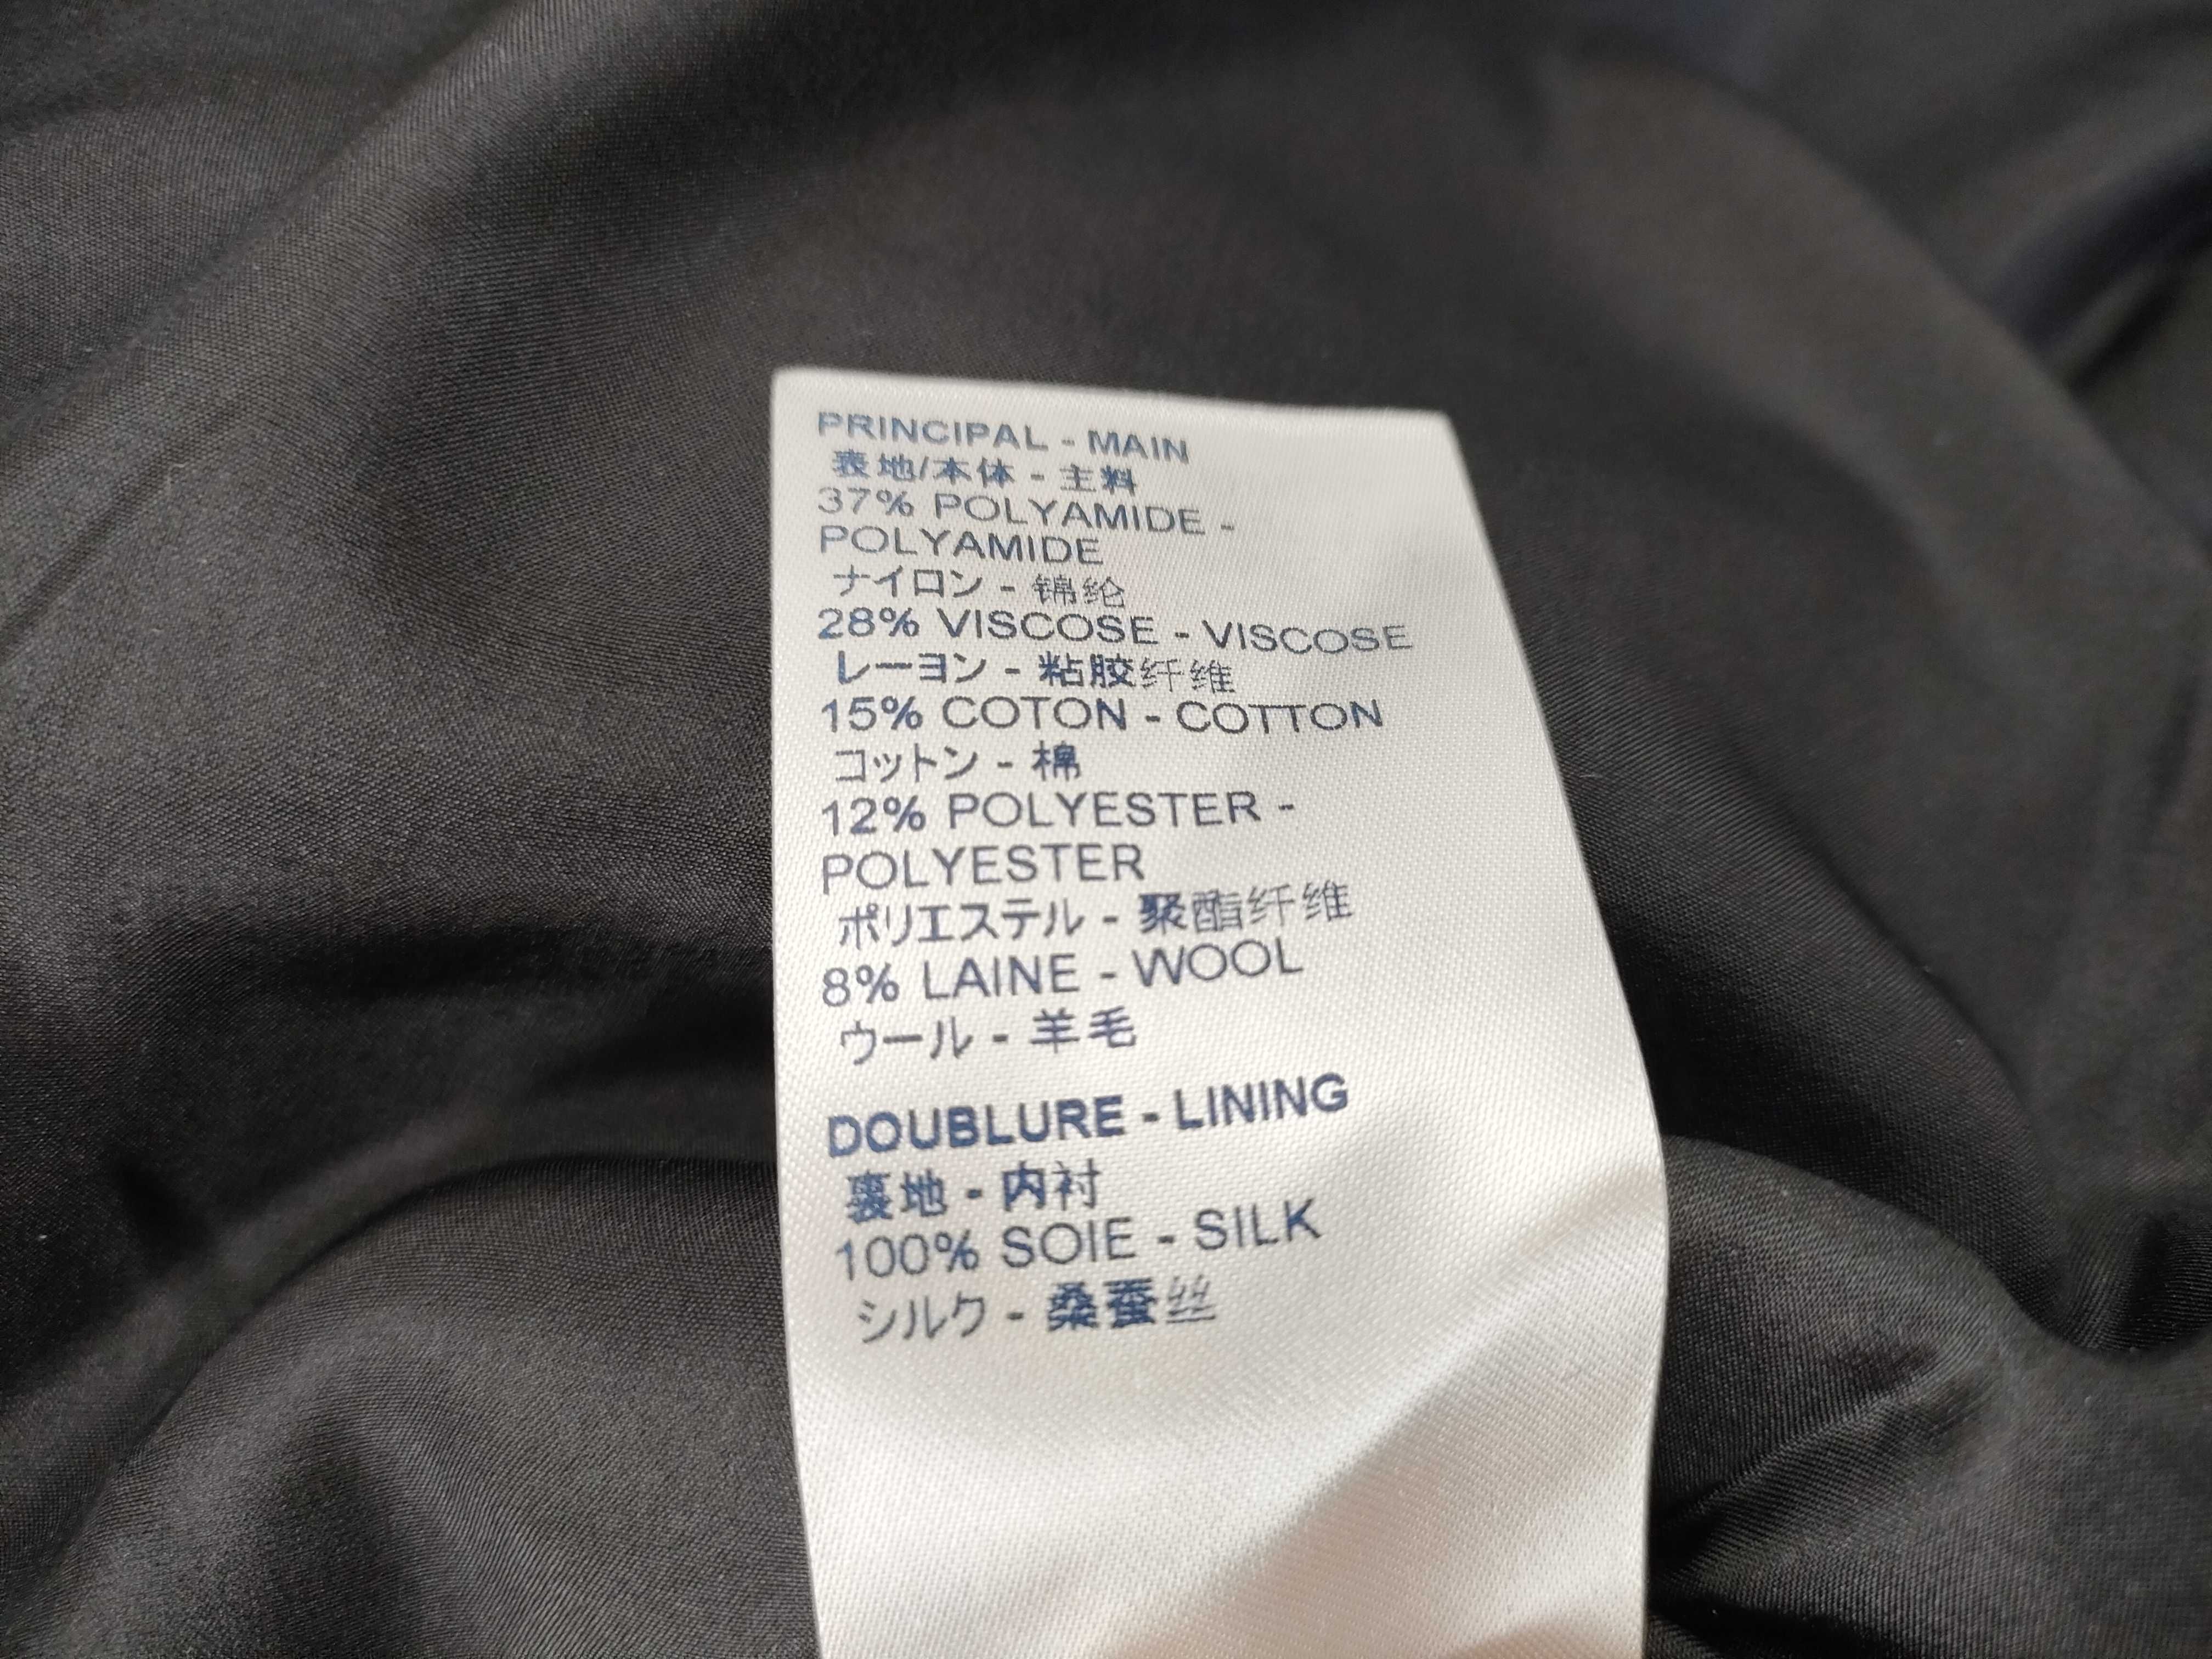 PRINCIPAL - MAIN
表地/本体 - 主料
37% POLYAMIDE -
POLYAMIDE
ナイロン - 锦纶
28% VISCOSE - VISCOSE
レーヨン - 粘胶纤维
15% COTON - COTTON
コットン - 棉
12% POLYESTER -
POLYESTER
ポリエステル - 聚酯纤维
8% LAINE - WOOL
ウール - 羊毛
DOUBLURE - LINING
裏地 - 内衬
100% SOIE - SILK
シルク - 桑蚕丝